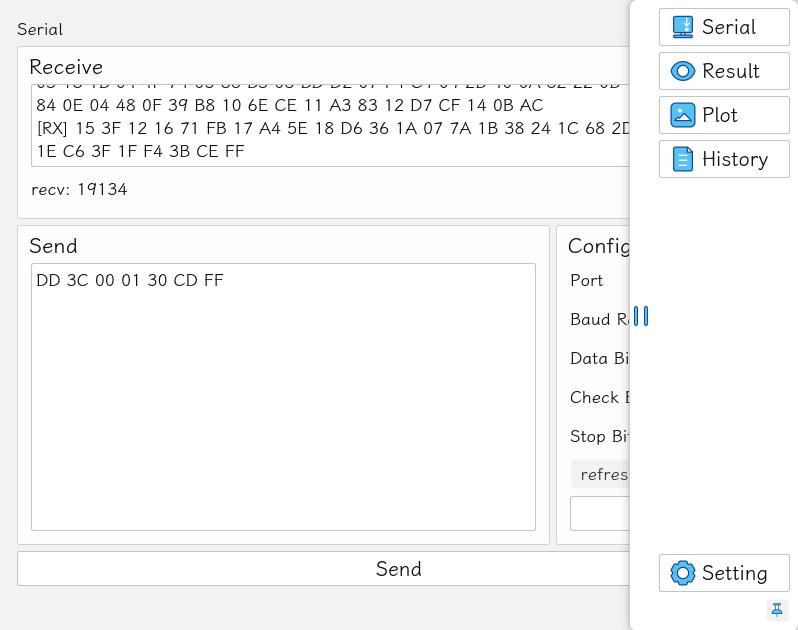 Serial
Receive
84 0E 04 48 0F 39 B8 10 6E CE 11 A3 83 12 D7 CF 14 0B AC
[RX] 15 3F 12 16 71 FB 17 A4 5E 18 D6 36 1A 07 7A 1B 38 24 1C 68 2D
1E C6 3F 1F F4 3B CE FF
recv: 19134
Send
DD 3C 00 01 30 CD FF
Config
Port
Baud R
Data Bi
Check
Stop Bi
refres
Send
Serial
Result
Plot
History
Setting